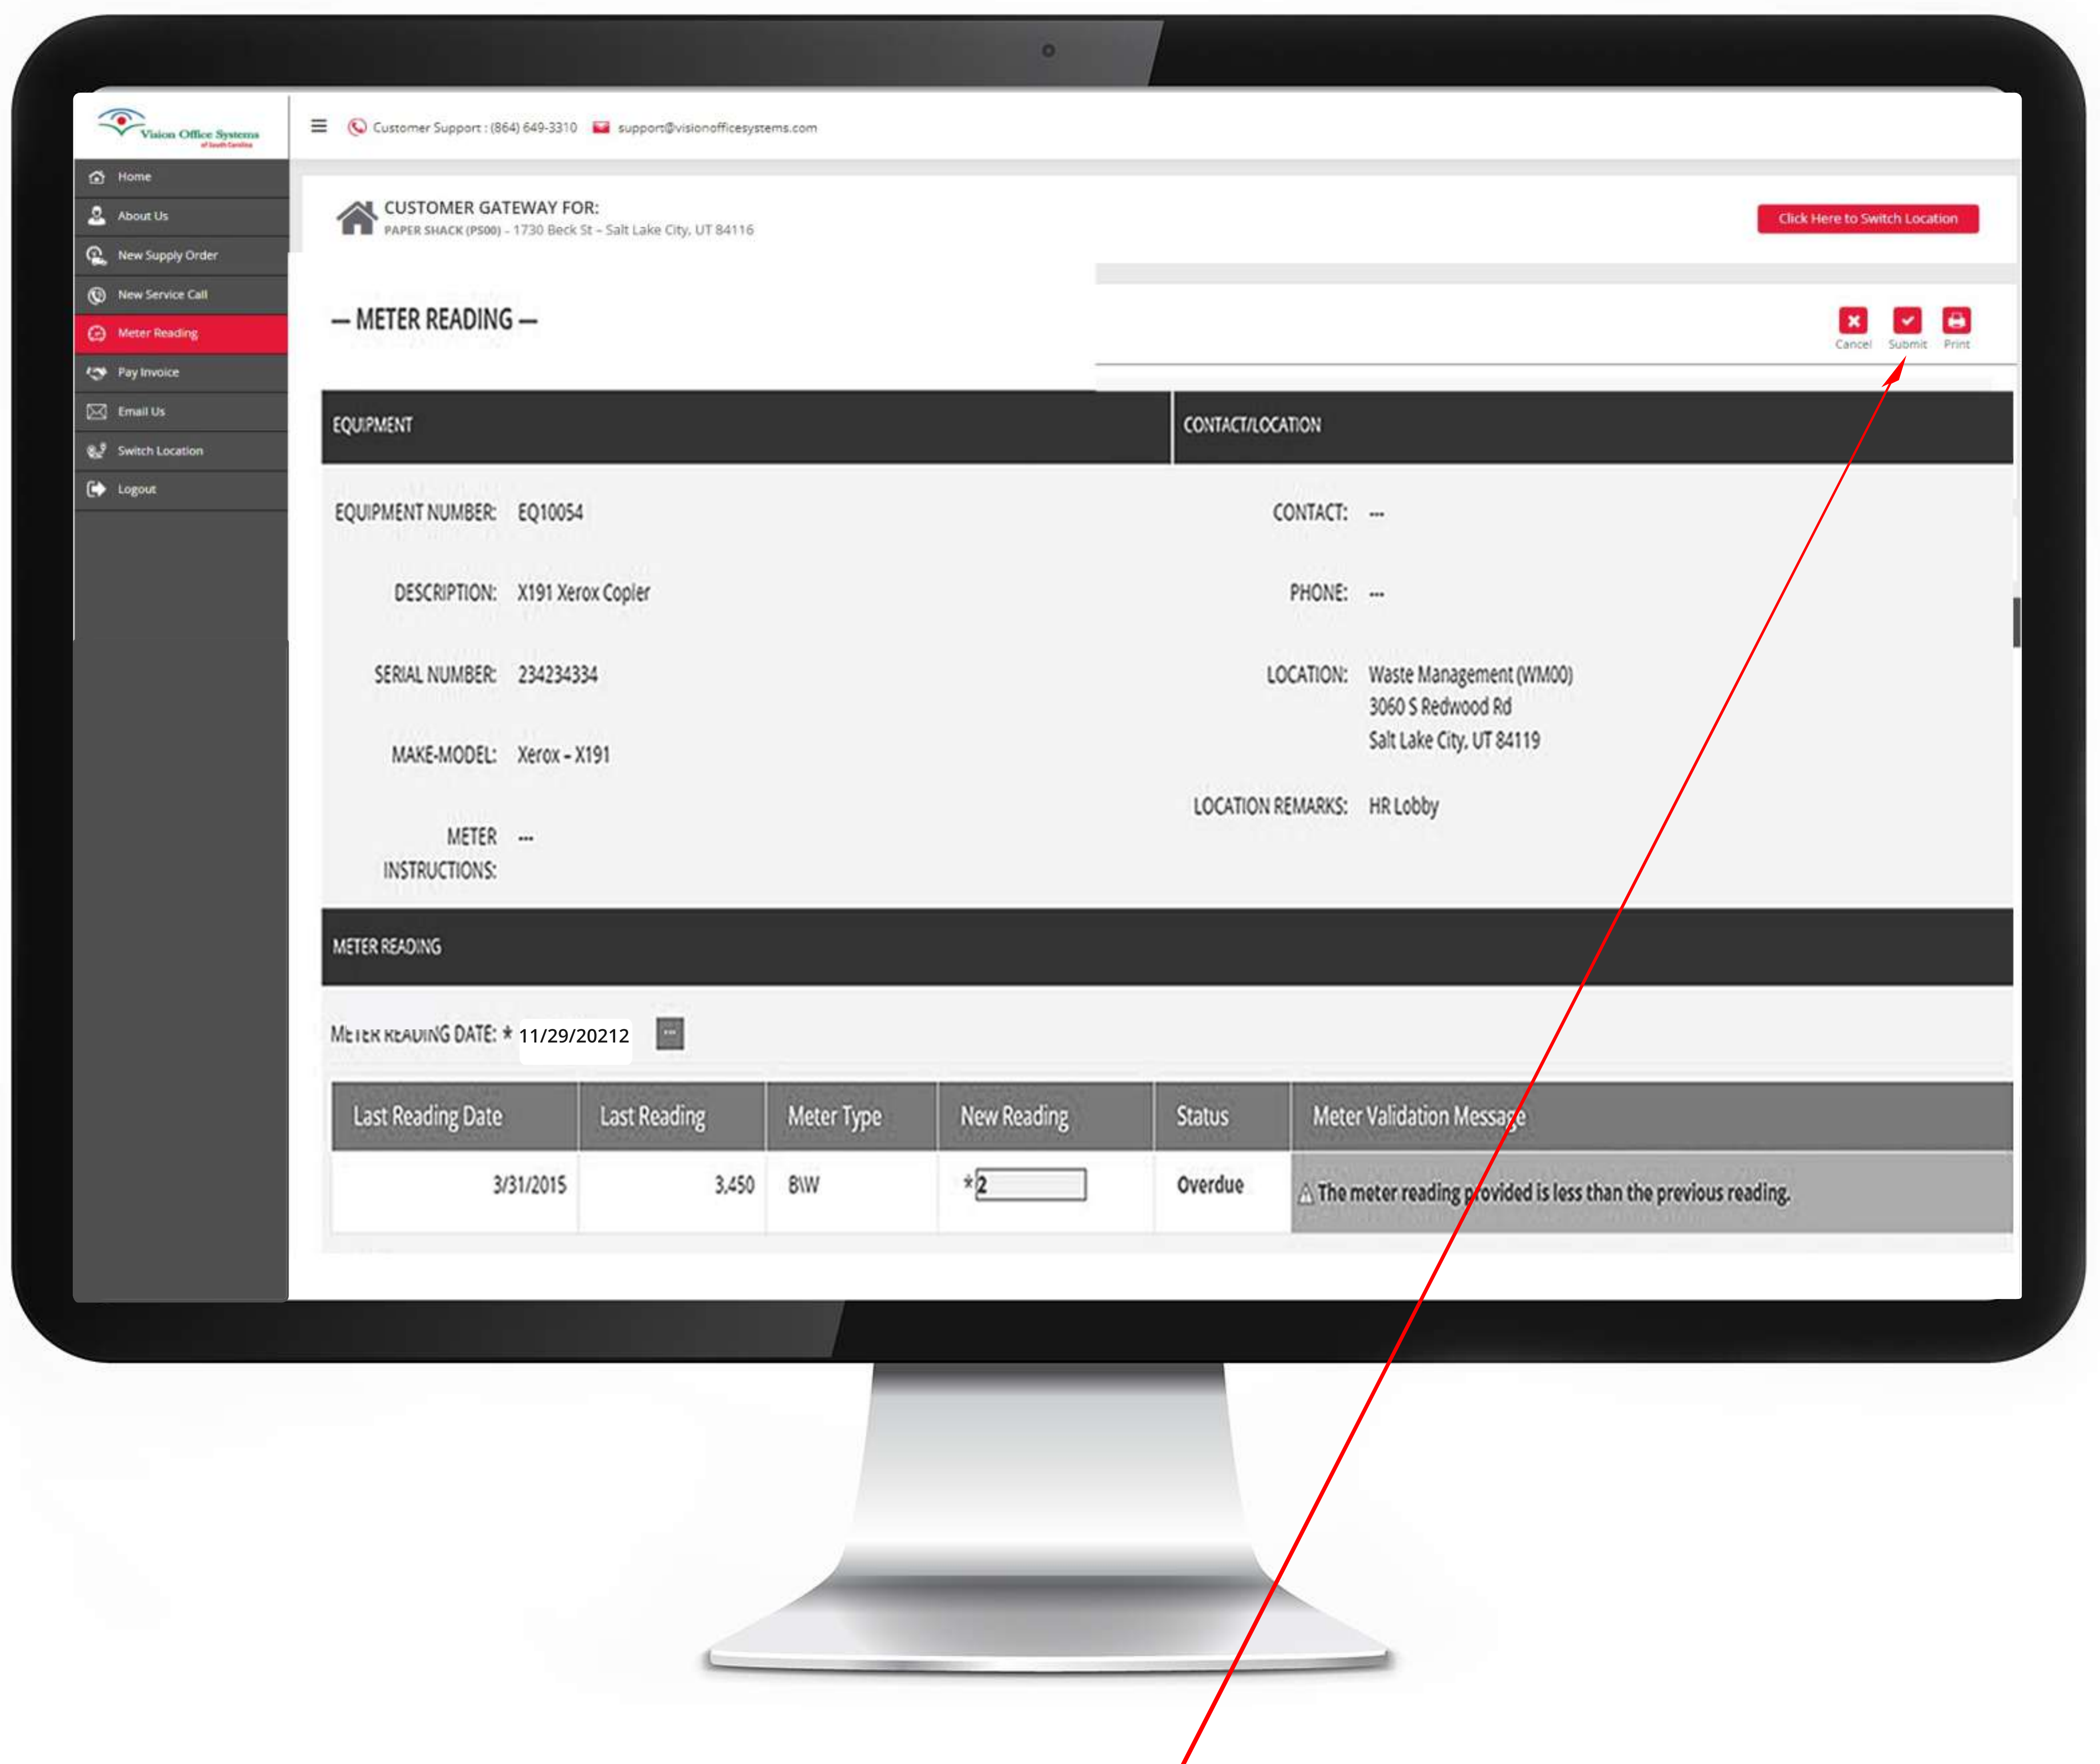 Vision Office Systems
of South Carolina
Customer Support : (864) 649-3310 support@visionofficesystems.com
Home
About Us
New Supply Order
New Service Call
Meter Reading
Pay Invoice
Email Us
Switch Location
Logout
CUSTOMER GATEWAY FOR:
PAPER SHACK (PS00) – 1730 Beck St – Salt Lake City, UT 84116
Click Here to Switch Location
— METER READING —
Cancel Submit Print
EQUIPMENT
EQUIPMENT NUMBER: EQ10054
DESCRIPTION: X191 Xerox Copier
SERIAL NUMBER: 234234334
MAKE-MODEL: Xerox – X191
METER ---
INSTRUCTIONS:
CONTACT/LOCATION
CONTACT: ---
PHONE: ---
LOCATION: Waste Management (WM00)
3060 S Redwood Rd
Salt Lake City, UT 84119
LOCATION REMARKS: HR Lobby
METER READING
METER READING DATE: * 11/29/20212 ...
Last Reading Date Last Reading Meter Type New Reading Status Meter Validation Message
3/31/2015 3,450 B\W *2 Overdue The meter reading provided is less than the previous reading.